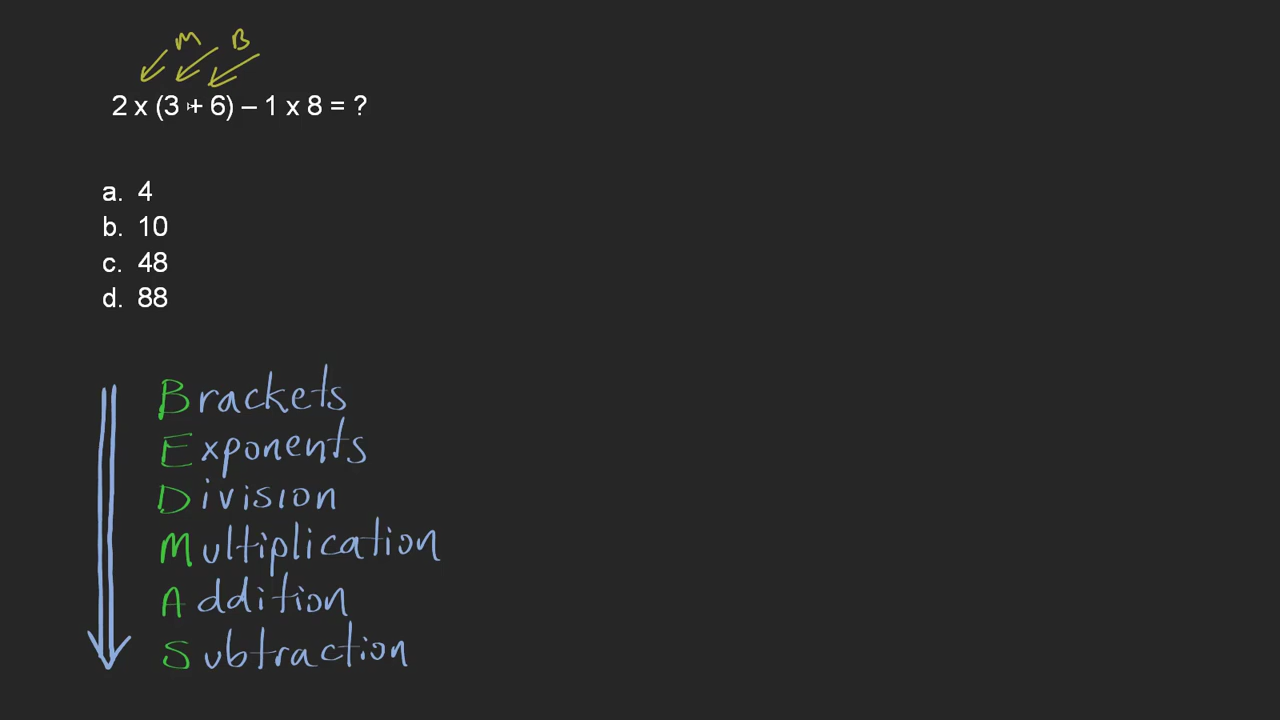 M B
2 x (3 + 6) – 1 x 8 = ?
a. 4
b. 10
c. 48
d. 88
Brackets
Exponents
Division
Multiplication
Addition
Subtraction